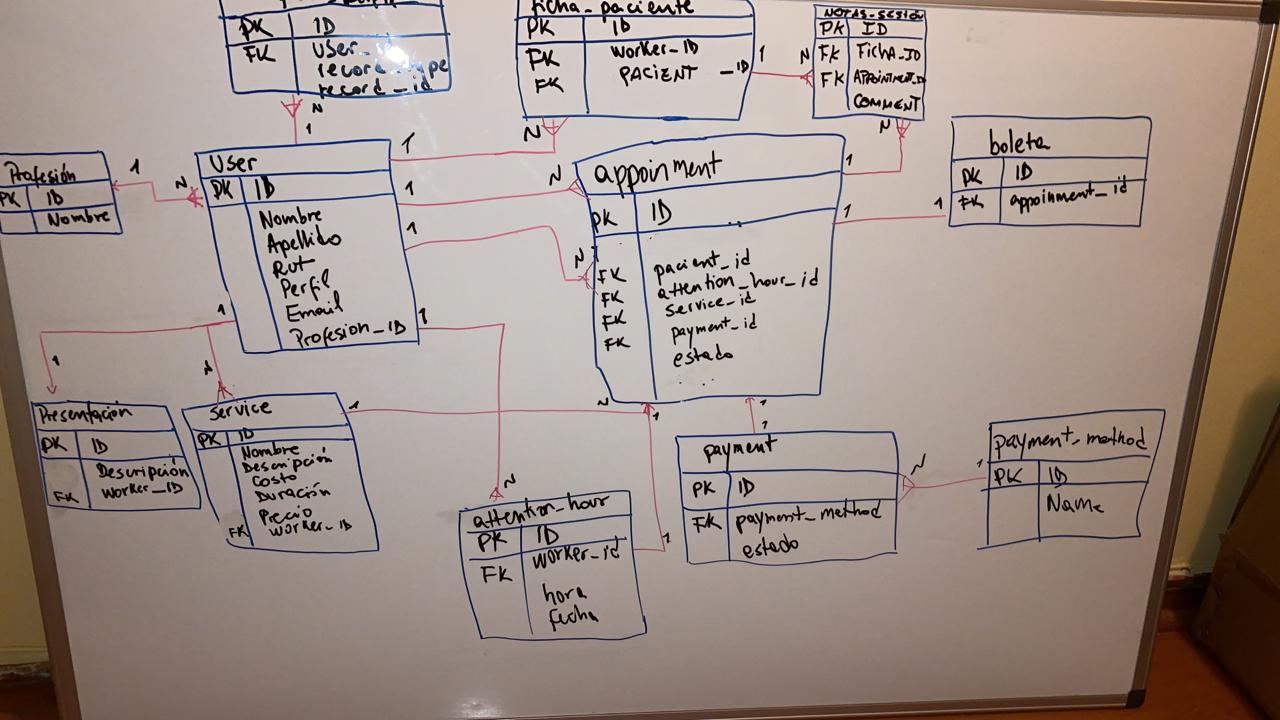 PK ID
FK User_id
record_type
record_id
ficha_paciente
PK ID
FK Worker_ID
FK PACIENT_ID
NOTAS_SESIÓN
PK ID
FK FICHA_ID
FK APPOINTMENT_ID
COMMENT
1 N
N
1
N
N
Profesión
PK ID
Nombre
1 N
User
PK ID
Nombre
Apellido
Rut
Perfil
Email
Profesion_ID
1
1 N
1 N
1
1
appoinment
PK ID
FK pacient_id
FK attention_hour_id
FK service_id
FK payment_id
estado
1
1 1
boleta
PK ID
FK appoinment_id
1
N
Presentación
PK ID
Descripción
FK Worker_ID
Service
PK ID
Nombre
Descripción
Costo
Duración
Precio
FK Worker_ID
1 N
N
attention_hour
PK ID
FK Worker_id
hora
fecha
1
1
1
payment
PK ID
FK payment_method
estado
N 1
payment_method
PK ID
Name